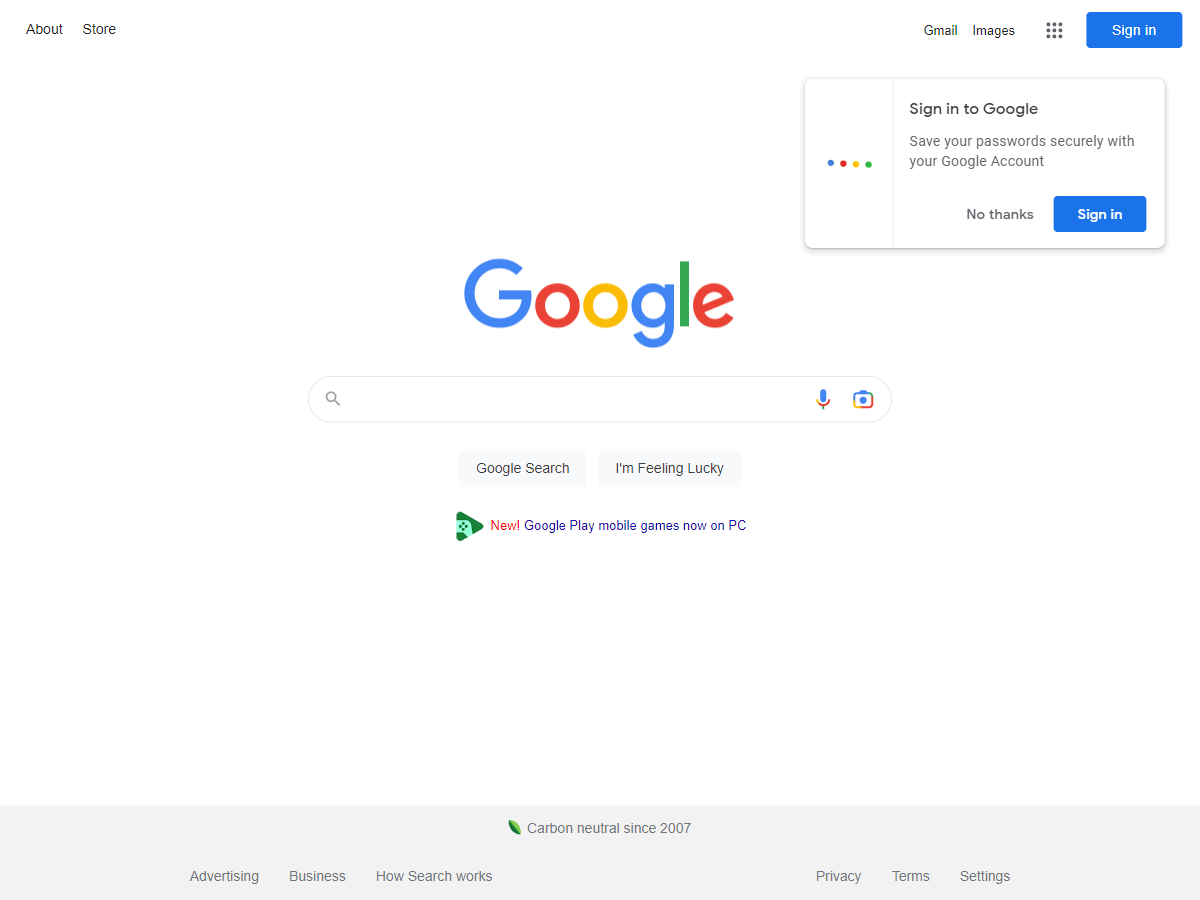 About Store
Gmail Images
Sign in
Sign in to Google
Save your passwords securely with
your Google Account
No thanks Sign in
Google
Google Search I'm Feeling Lucky
New! Google Play mobile games now on PC
Carbon neutral since 2007
Advertising Business How Search works
Privacy Terms Settings